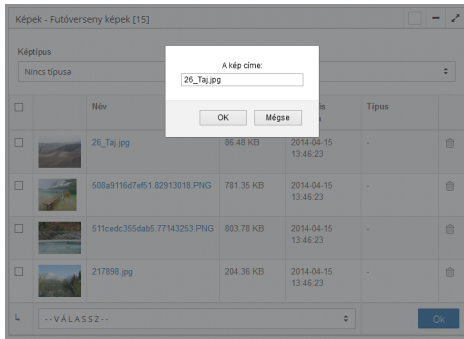 Képek - Futóverseny képek [15]
Képtípus
Nincs típusa
A kép címe:
26_Taj.jpg
OK Mégse
Név Típus
26_Taj.jpg 86.48 KB 2014-04-15 13:46:23 -
508a9116d7ef51.82913018.PNG 781.35 KB 2014-04-15 13:46:23 -
511cedc355dab5.77143253.PNG 803.78 KB 2014-04-15 13:46:23 -
217898.jpg 204.36 KB 2014-04-15 13:46:23 -
--VÁLASSZ-- Ok